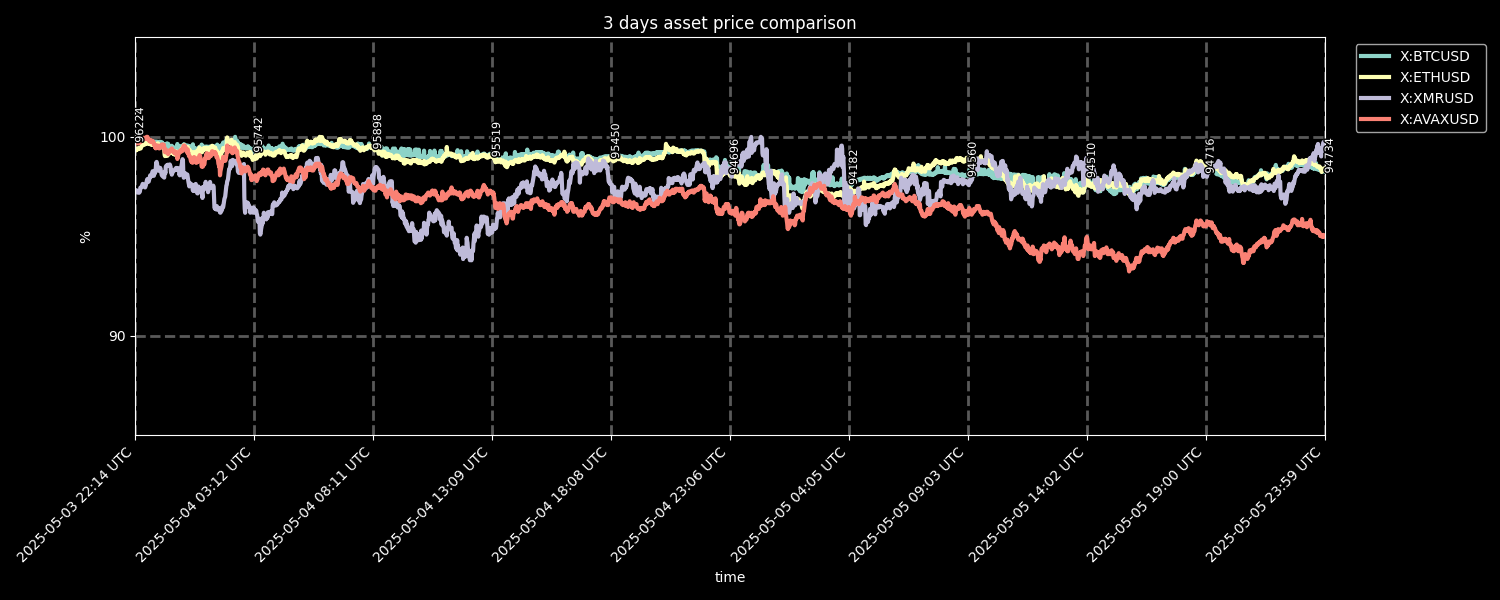 3 days asset price comparison
X:BTCUSD
X:ETHUSD
X:XMRUSD
X:AVAXUSD
100
90
%
96224
95742
95898
95519
95450
94696
94182
94560
94510
94716
94734
2025-05-03 22:14 UTC
2025-05-04 03:12 UTC
2025-05-04 08:11 UTC
2025-05-04 13:09 UTC
2025-05-04 18:08 UTC
2025-05-04 23:06 UTC
2025-05-05 04:05 UTC
2025-05-05 09:03 UTC
2025-05-05 14:02 UTC
2025-05-05 19:00 UTC
2025-05-05 23:59 UTC
time